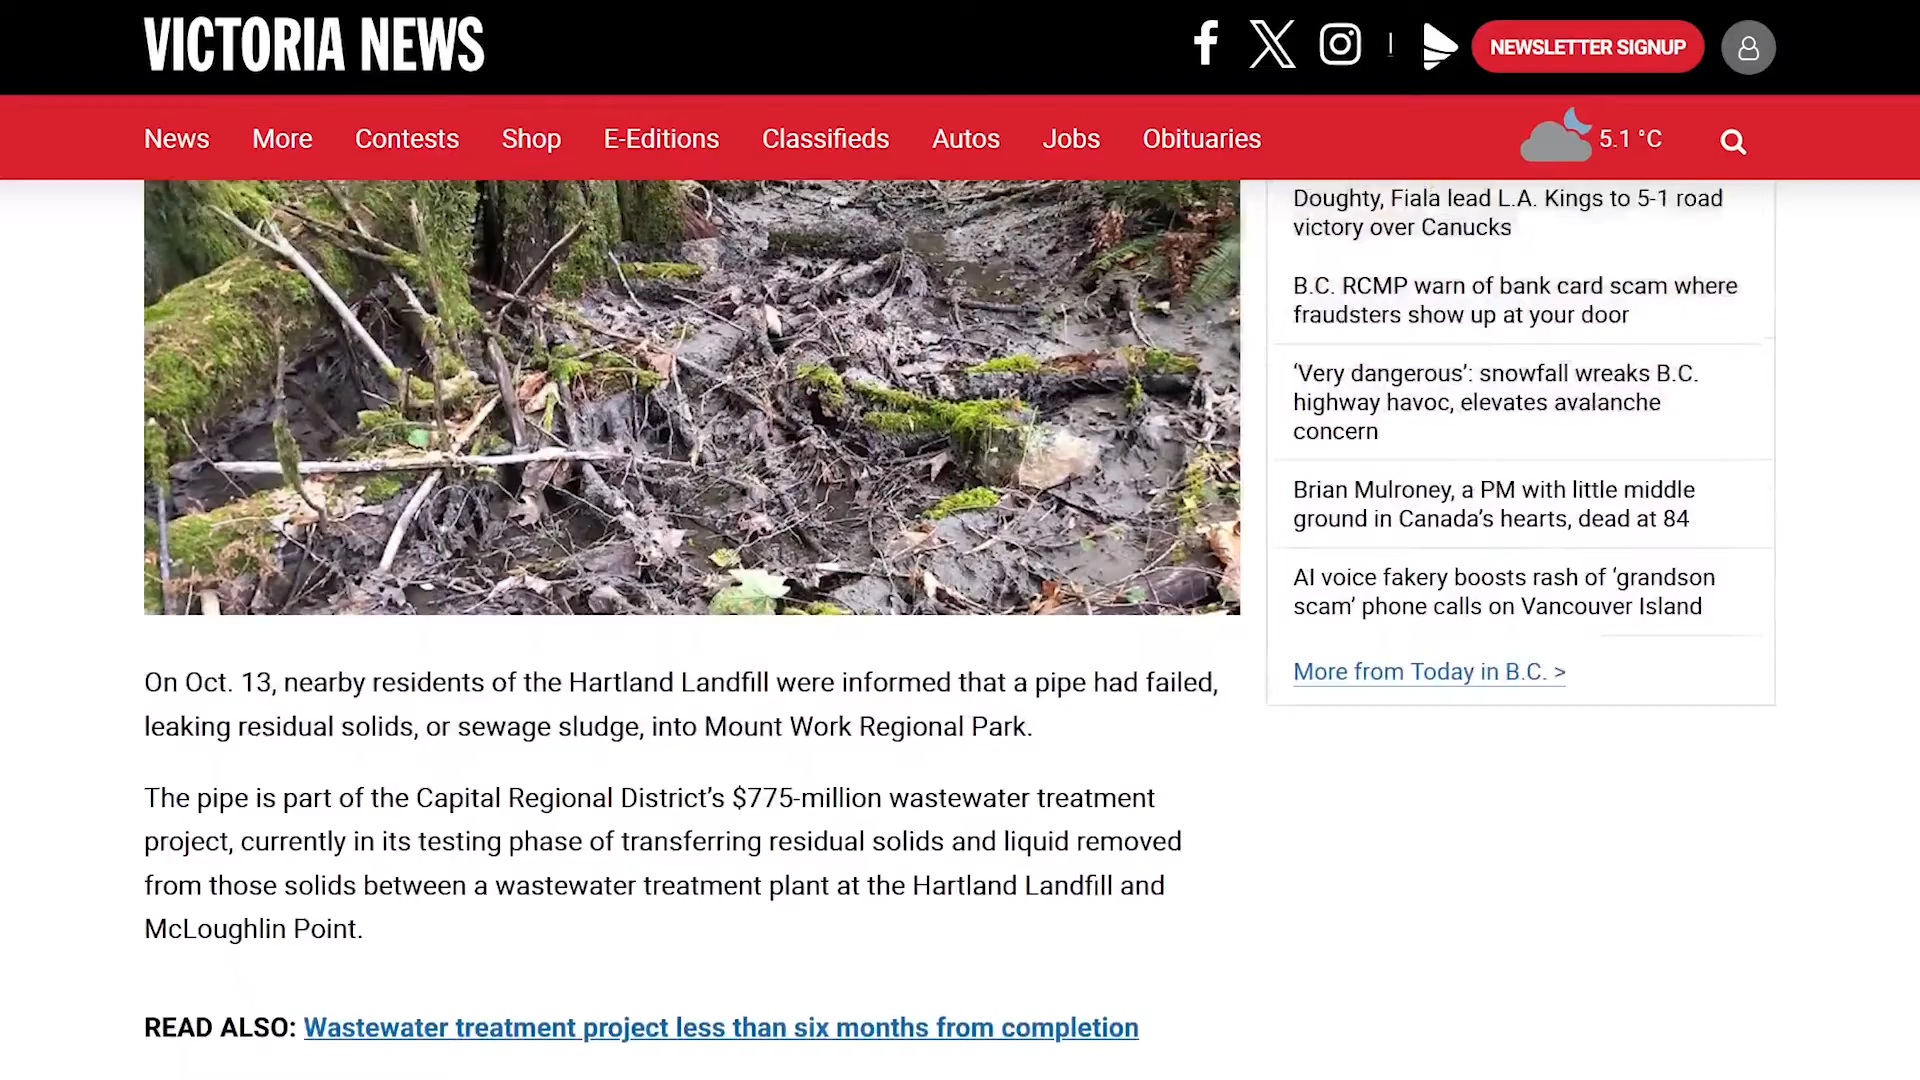 VICTORIA NEWS
NEWSLETTER SIGNUP
News More Contests Shop E-Editions Classifieds Autos Jobs Obituaries 5.1 °C
Doughty, Fiala lead L.A. Kings to 5-1 road
victory over Canucks
B.C. RCMP warn of bank card scam where
fraudsters show up at your door
‘Very dangerous’: snowfall wreaks B.C.
highway havoc, elevates avalanche
concern
Brian Mulroney, a PM with little middle
ground in Canada’s hearts, dead at 84
AI voice fakery boosts rash of ‘grandson
scam’ phone calls on Vancouver Island
More from Today in B.C. >
On Oct. 13, nearby residents of the Hartland Landfill were informed that a pipe had failed,
leaking residual solids, or sewage sludge, into Mount Work Regional Park.
The pipe is part of the Capital Regional District’s $775-million wastewater treatment
project, currently in its testing phase of transferring residual solids and liquid removed
from those solids between a wastewater treatment plant at the Hartland Landfill and
McLoughlin Point.
READ ALSO: Wastewater treatment project less than six months from completion